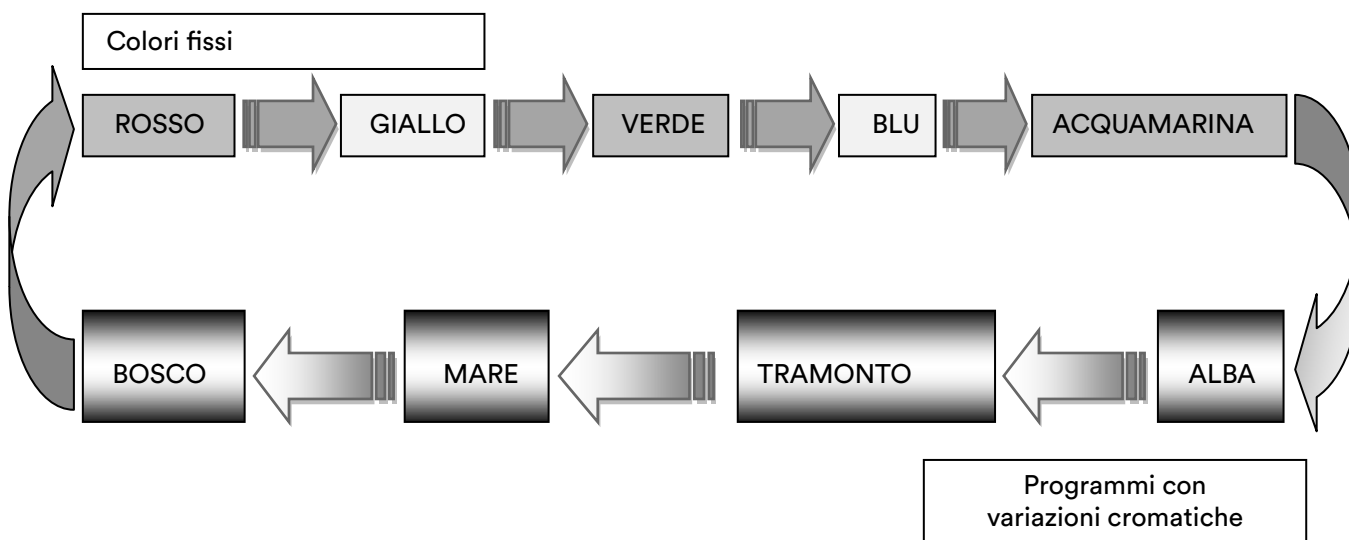 Colori fissi
ROSSO
GIALLO
VERDE
BLU
ACQUAMARINA
BOSCO
MARE
TRAMONTO
ALBA
Programmi con
variazioni cromatiche